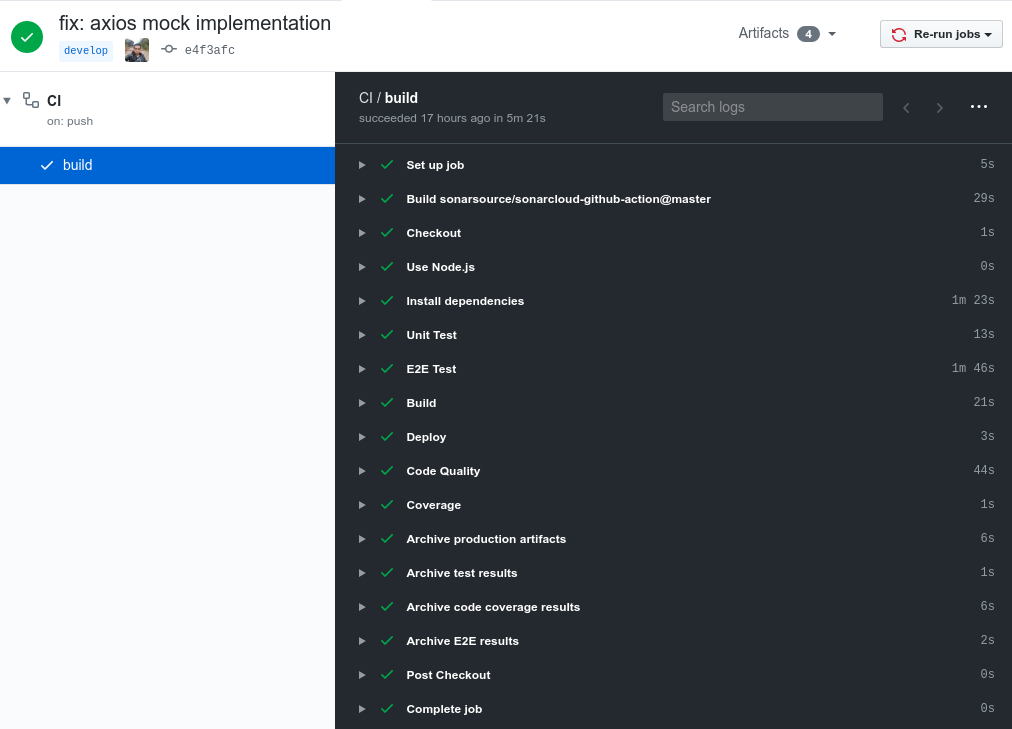 fix: axios mock implementation
develop e4f3afc
Artifacts 4
Re-run jobs
CI
on: push
build
CI / build
succeeded 17 hours ago in 5m 21s
Search logs
Set up job 5s
Build sonarsource/sonarcloud-github-action@master 29s
Checkout 1s
Use Node.js 0s
Install dependencies 1m 23s
Unit Test 13s
E2E Test 1m 46s
Build 21s
Deploy 3s
Code Quality 44s
Coverage 1s
Archive production artifacts 6s
Archive test results 1s
Archive code coverage results 6s
Archive E2E results 2s
Post Checkout 0s
Complete job 0s